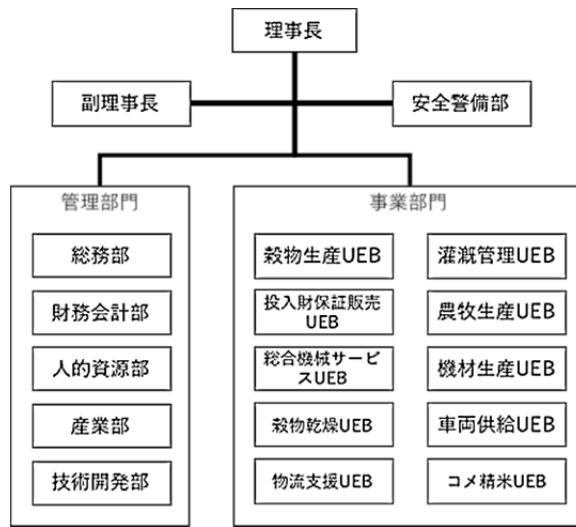 理事長
副理事長
安全警備部
管理部門
総務部
財務会計部
人的資源部
産業部
技術開発部
事業部門
穀物生産UEB
灌漑管理UEB
投入財保証販売
UEB
農牧生産UEB
総合機械サービ
スUEB
機材生産UEB
穀物乾燥UEB
車両供給UEB
物流支援UEB
コメ精米UEB